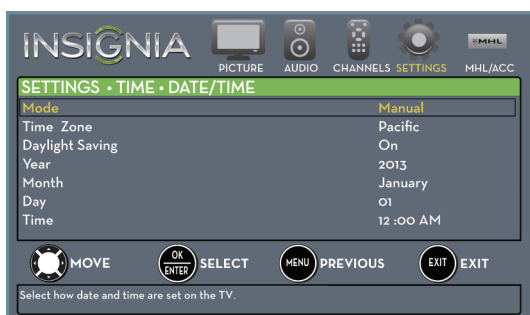 INSIGNIA
PICTURE AUDIO CHANNELS SETTINGS MHL/ACC
MHL
SETTINGS • TIME • DATE/TIME
Mode Manual
Time Zone Pacific
Daylight Saving On
Year 2013
Month January
Day 01
Time 12 :00 AM
MOVE OK ENTER SELECT MENU PREVIOUS EXIT EXIT
Select how date and time are set on the TV.